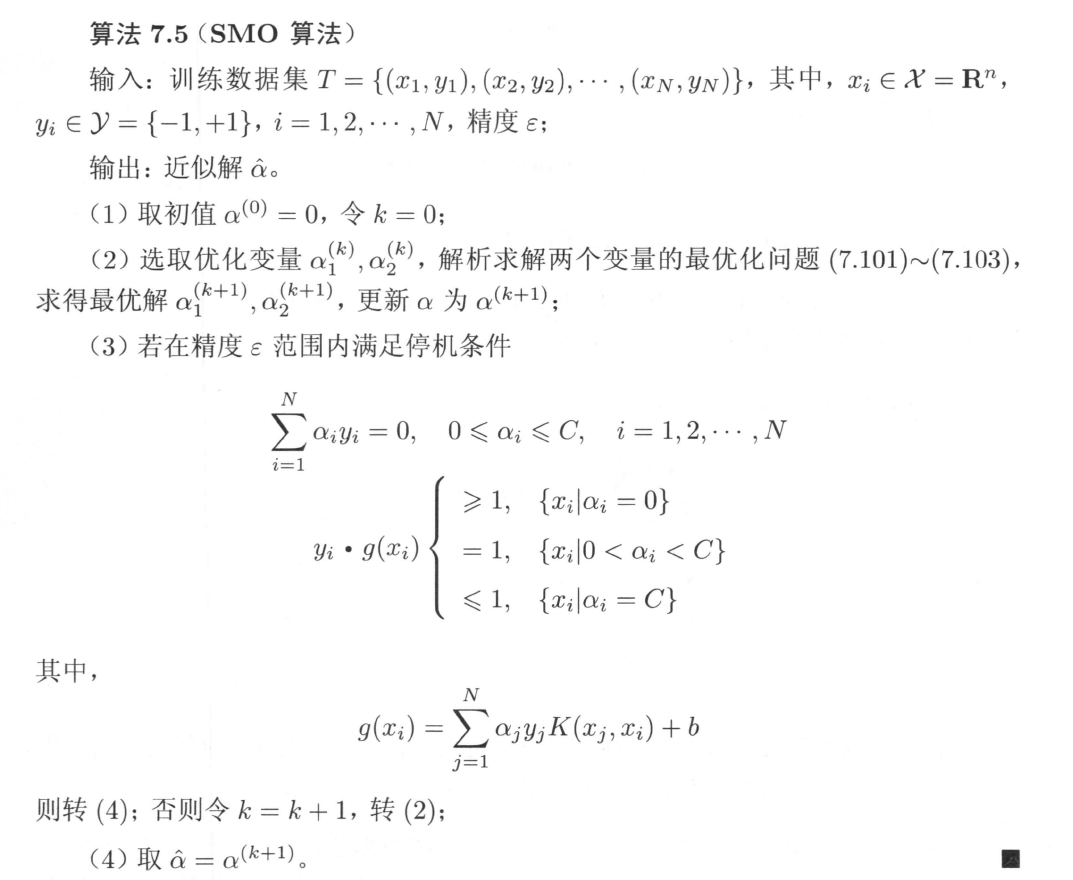 算法 7.5（SMO 算法）
输入：训练数据集 $T = \{(x_1, y_1), (x_2, y_2), \cdots, (x_N, y_N)\}$，其中，$x_i \in \mathcal{X} = \mathbf{R}^n$，
$y_i \in \mathcal{Y} = \{-1, +1\}$，$i = 1, 2, \cdots, N$，精度 $\varepsilon$；
输出：近似解 $\hat{\alpha}$。
（1）取初值 $\alpha^{(0)} = 0$，令 $k = 0$；
（2）选取优化变量 $\alpha_1^{(k)}, \alpha_2^{(k)}$，解析求解两个变量的最优化问题 (7.101)～(7.103)，
求得最优解 $\alpha_1^{(k+1)}, \alpha_2^{(k+1)}$，更新 $\alpha$ 为 $\alpha^{(k+1)}$；
（3）若在精度 $\varepsilon$ 范围内满足停机条件
$\sum_{i=1}^{N} \alpha_i y_i = 0, \quad 0 \leqslant \alpha_i \leqslant C, \quad i = 1, 2, \cdots, N$
$y_i \cdot g(x_i) \begin{cases} \geqslant 1, & \{x_i | \alpha_i = 0\} \\ = 1, & \{x_i | 0 < \alpha_i < C\} \\ \leqslant 1, & \{x_i | \alpha_i = C\} \end{cases}$
其中，
$g(x_i) = \sum_{j=1}^{N} \alpha_j y_j K(x_j, x_i) + b$
则转 (4)；否则令 $k = k + 1$，转 (2)；
（4）取 $\hat{\alpha} = \alpha^{(k+1)}$。